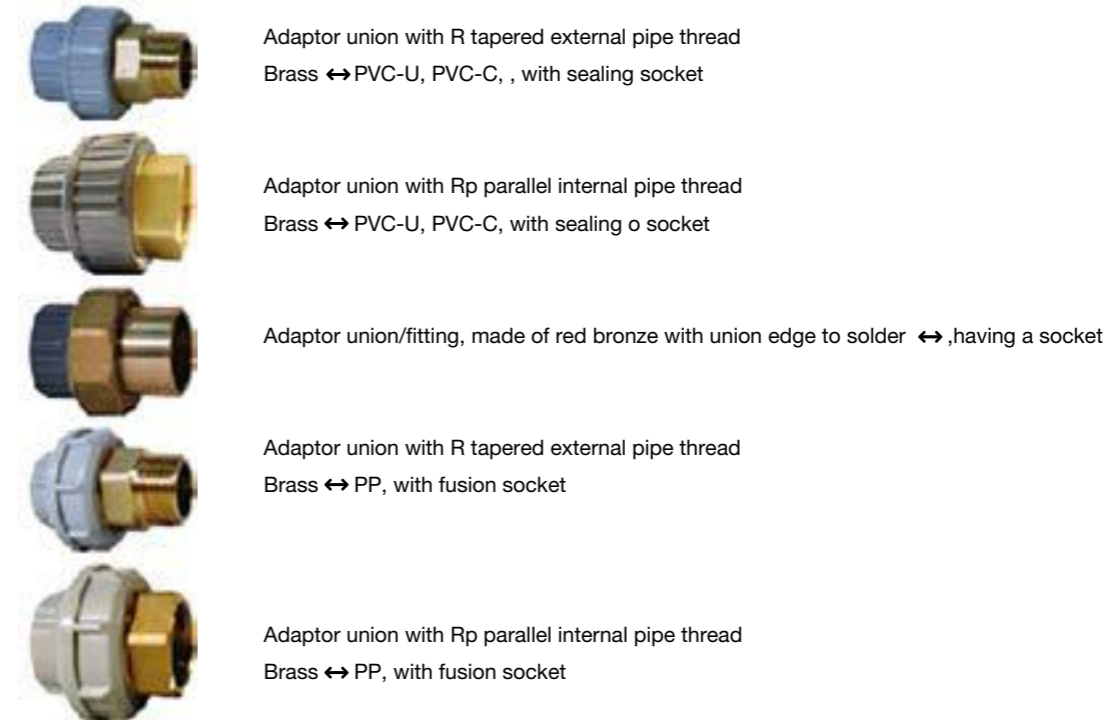 Adaptor union with R tapered external pipe thread
Brass ↔ PVC-U, PVC-C, , with sealing socket
Adaptor union with Rp parallel internal pipe thread
Brass ↔ PVC-U, PVC-C, with sealing o socket
Adaptor union/fitting, made of red bronze with union edge to solder ↔ ,having a socket
Adaptor union with R tapered external pipe thread
Brass ↔ PP, with fusion socket
Adaptor union with Rp parallel internal pipe thread
Brass ↔ PP, with fusion socket